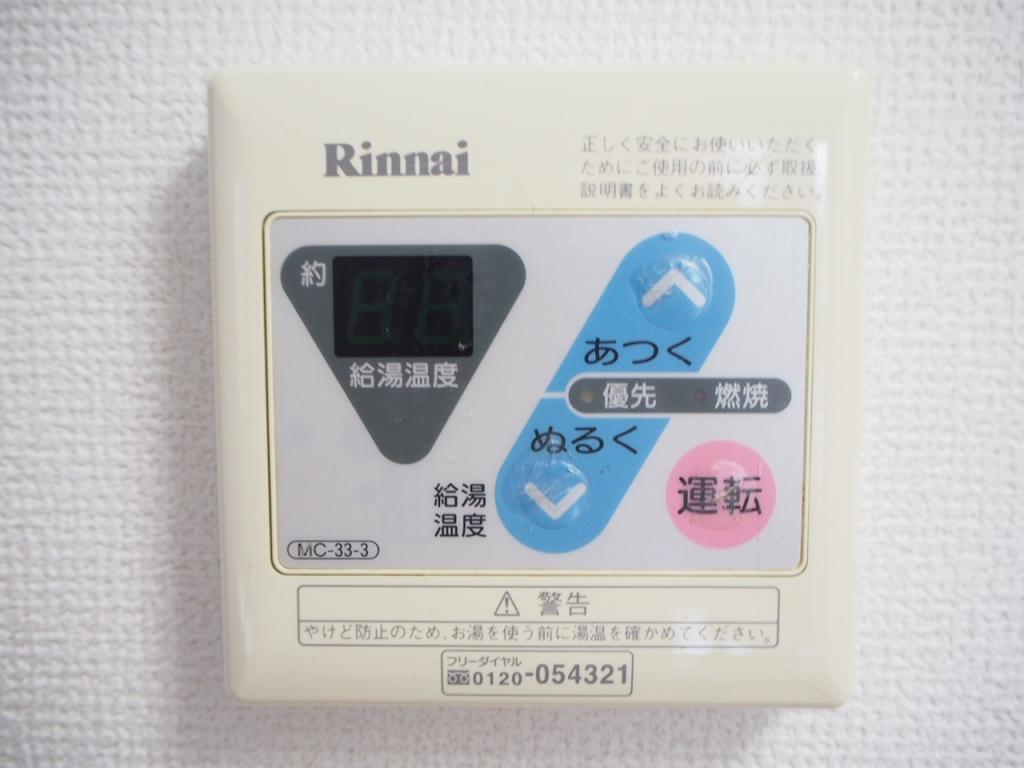 Rinnai
正しく安全にお使いいただく
ためにご使用の前に必ず取扱
説明書をよくお読みください。
約
給湯温度
あつく
優先 燃焼
ぬるく
給湯
温度
運転
MC-33-3
⚠ 警告
やけど防止のため、お湯を使う前に湯温を確かめてください。
フリーダイヤル
0120-054321